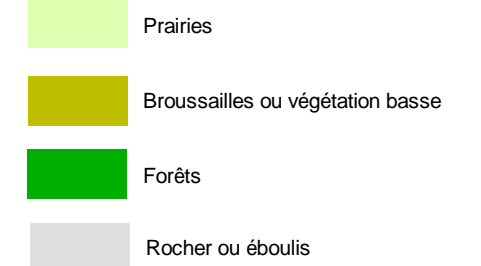 Prairies
Broussailles ou végétation basse
Forêts
Rocher ou éboulis